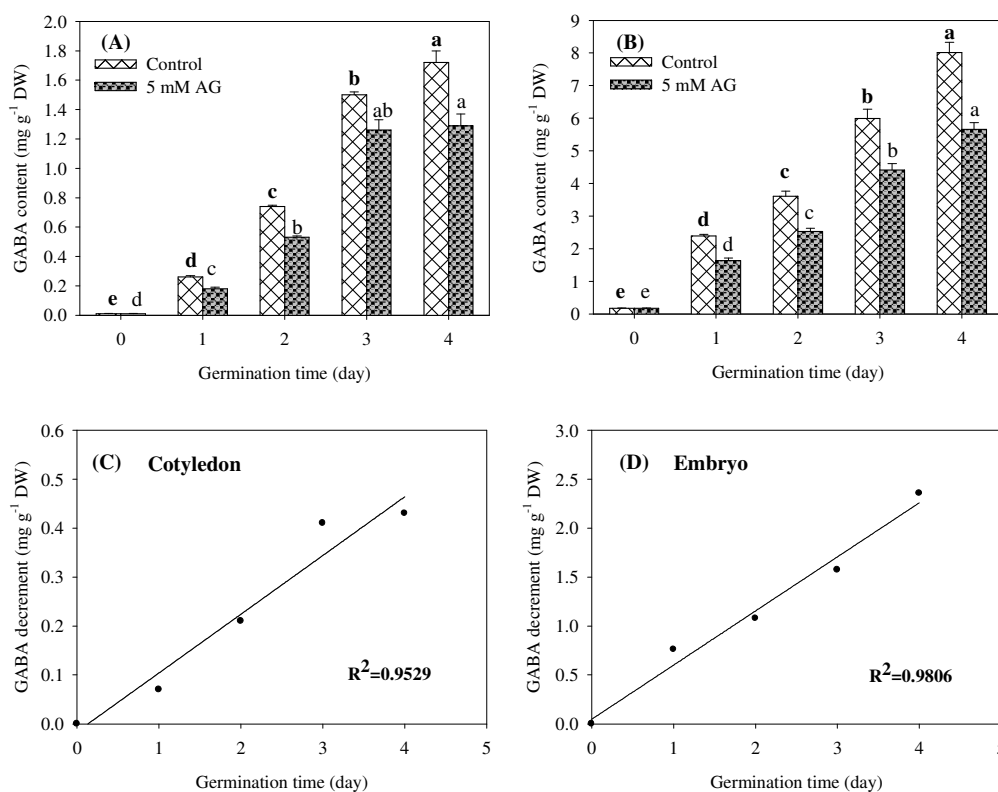 (A)
Control
5 mM AG
GABA content (mg g⁻¹ DW)
2.0
1.8
1.6
1.4
1.2
1.0
0.8
0.6
0.4
0.2
0.0
e d
d c
c b
b ab
a a
0 1 2 3 4
Germination time (day)
(B)
Control
5 mM AG
GABA content (mg g⁻¹ DW)
9
8
7
6
5
4
3
2
1
0
e e
d d
c c
b b
a a
0 1 2 3 4
Germination time (day)
(C) Cotyledon
GABA decrement (mg g⁻¹ DW)
0.6
0.5
0.4
0.3
0.2
0.1
0.0
R²=0.9529
0 1 2 3 4 5
Germination time (day)
(D) Embryo
GABA decrement (mg g⁻¹ DW)
3.0
2.5
2.0
1.5
1.0
0.5
0.0
R²=0.9806
0 1 2 3 4 5
Germination time (day)